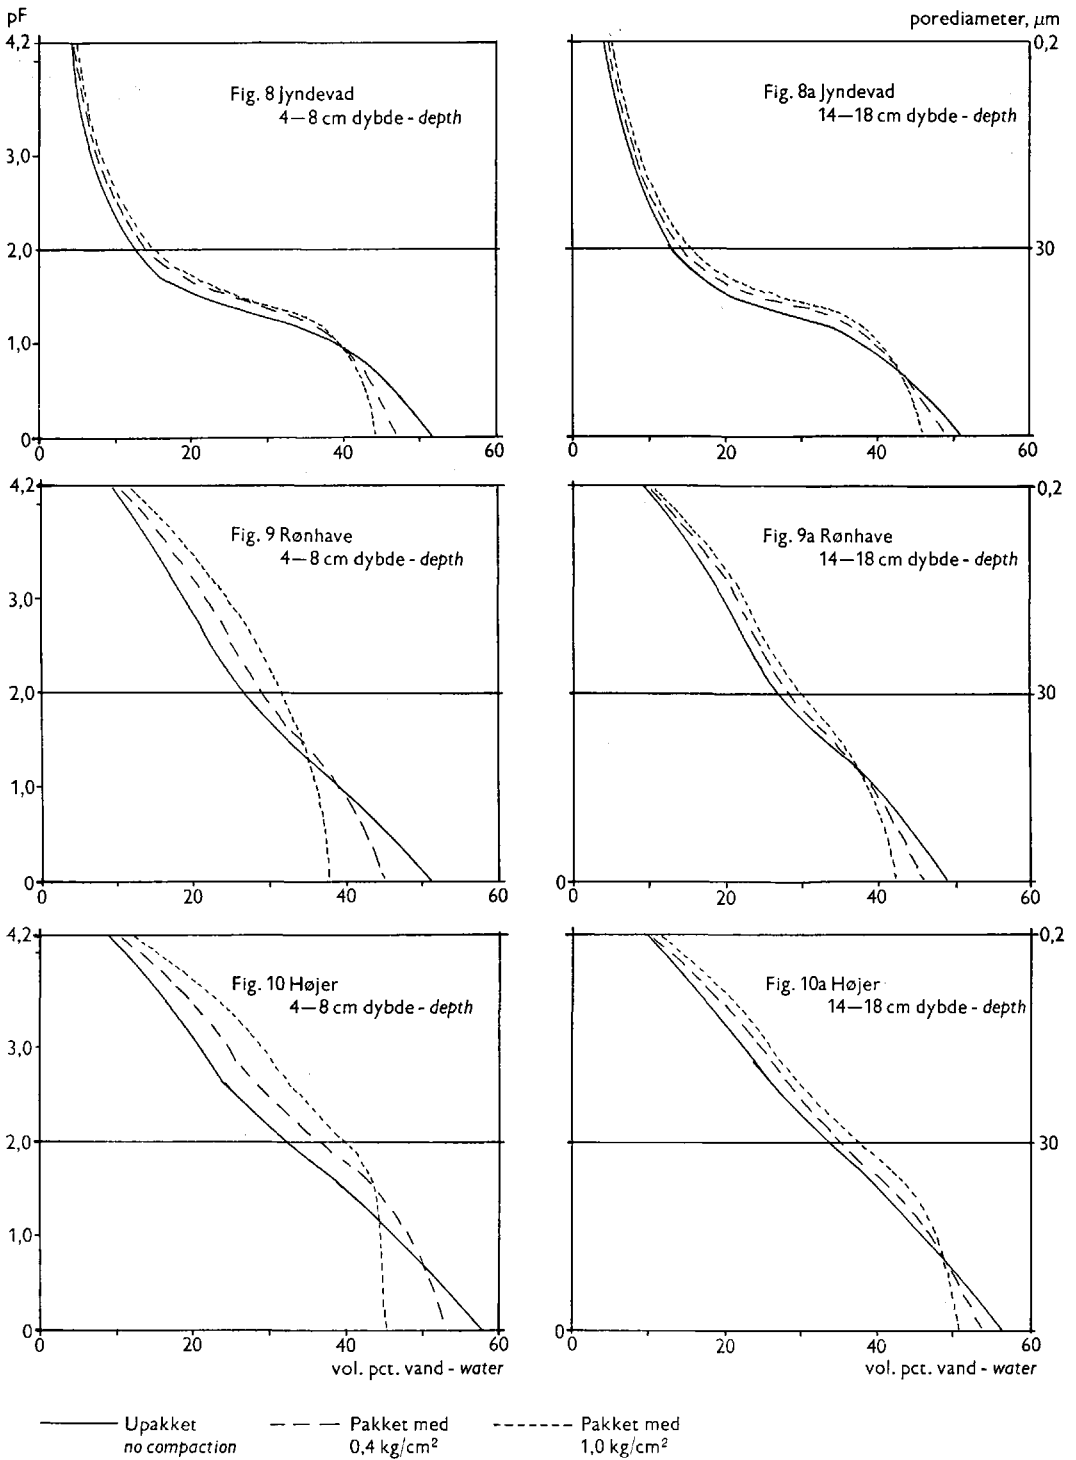 pF
porediameter, µm
4,2
3,0
2,0
1,0
0
0 20 40 60
Fig. 8 Jyndevad
4—8 cm dybde - depth
0,2
30
0 20 40 60
Fig. 8a Jyndevad
14—18 cm dybde - depth
4,2
3,0
2,0
1,0
0
0 20 40 60
Fig. 9 Rønhave
4—8 cm dybde - depth
0,2
30
0
0 20 40 60
Fig. 9a Rønhave
14—18 cm dybde - depth
4,2
3,0
2,0
1,0
0
0 20 40 60
Fig. 10 Højer
4—8 cm dybde - depth
vol. pct. vand - water
0,2
30
0
0 20 40 60
Fig. 10a Højer
14—18 cm dybde - depth
vol. pct. vand - water
Upakket
no compaction
Pakket med
0,4 kg/cm²
Pakket med
1,0 kg/cm²